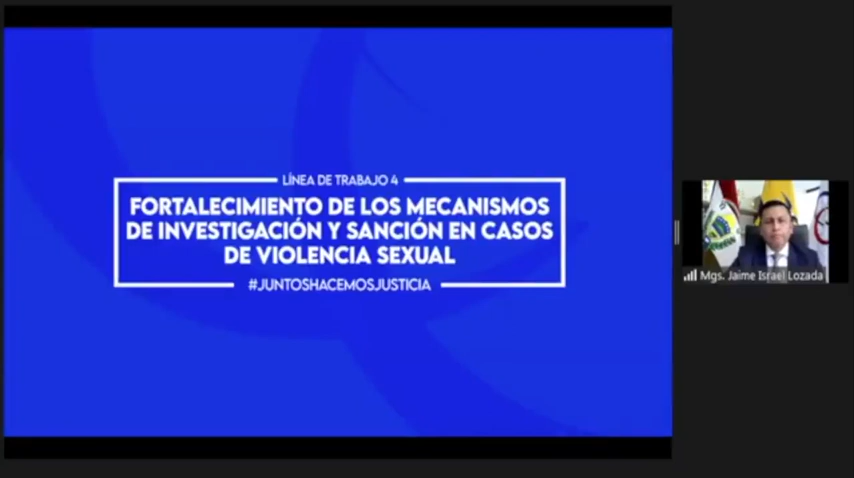 LÍNEA DE TRABAJO 4
FORTALECIMIENTO DE LOS MECANISMOS
DE INVESTIGACIÓN Y SANCIÓN EN CASOS
DE VIOLENCIA SEXUAL
#JUNTOSHACEMOSJUSTICIA
Mgs. Jaime Israel Lozada